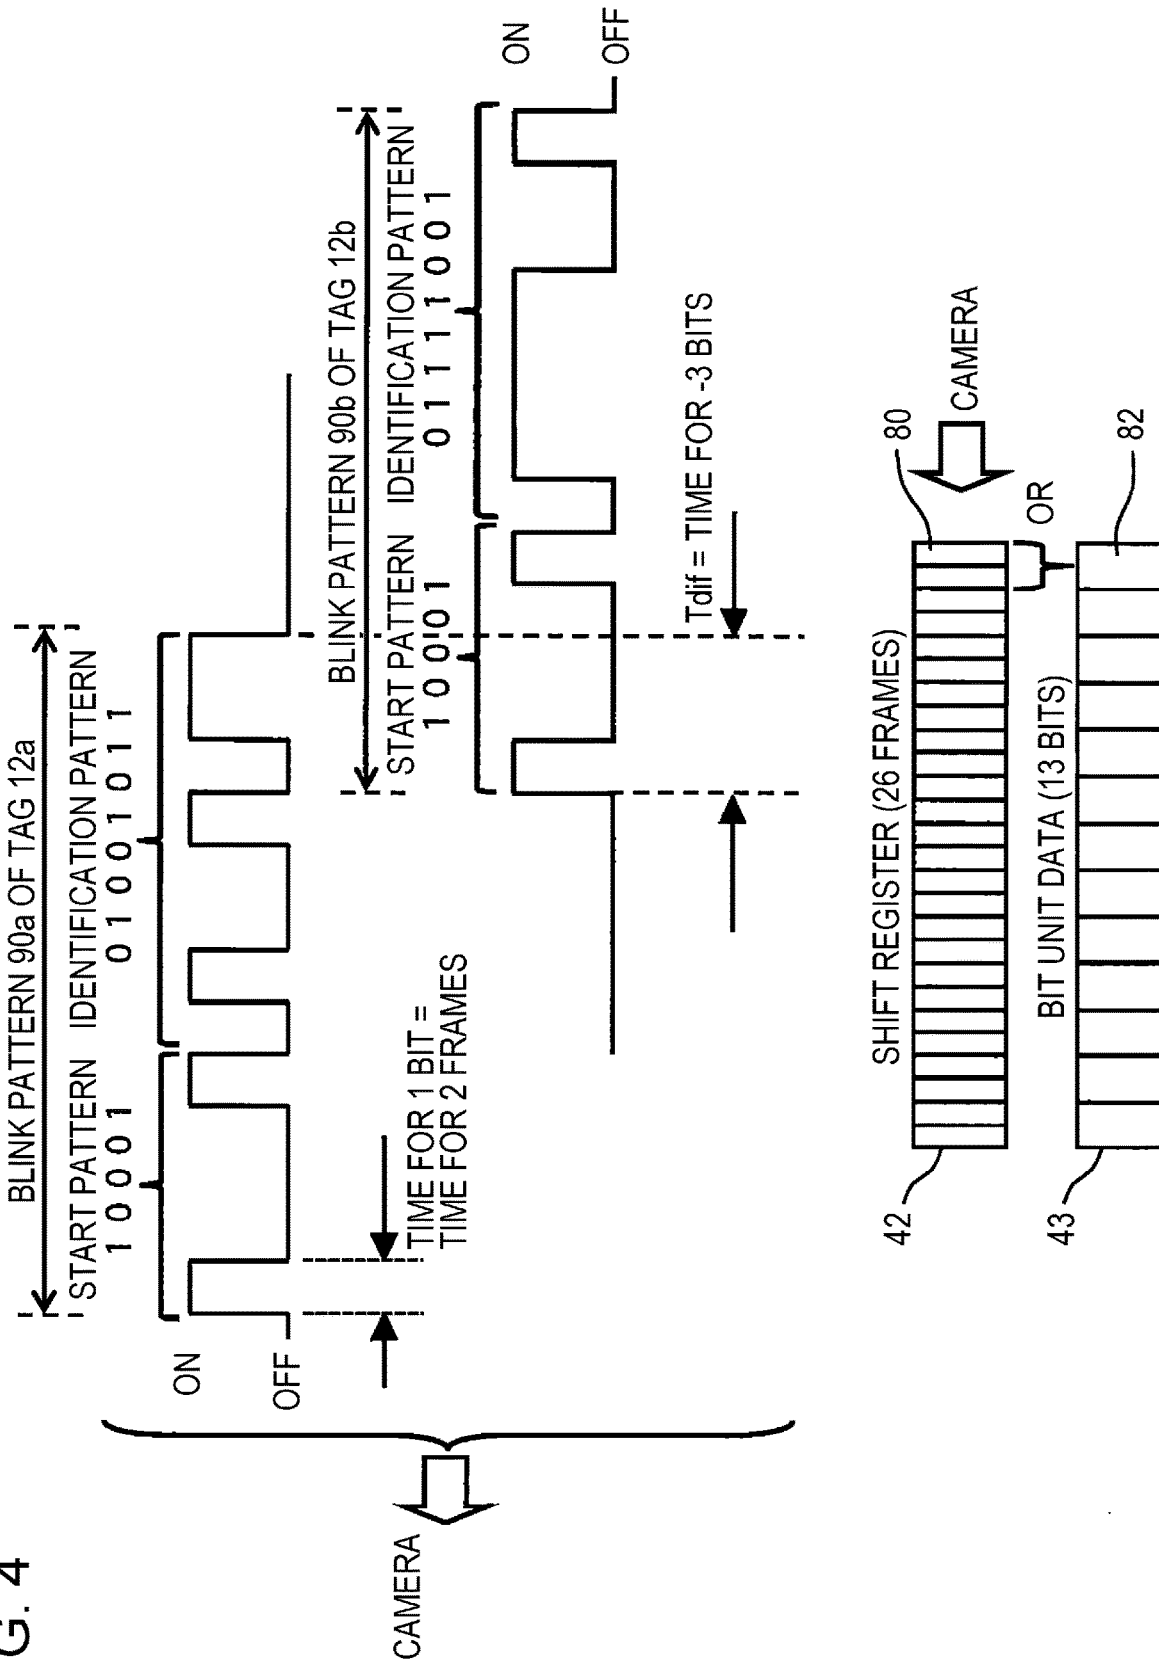 G. 4
BLINK PATTERN 90a OF TAG 12a
START PATTERN IDENTIFICATION PATTERN
1 0 0 0 1 0 1 0 0 1 0 1 1
ON
OFF
TIME FOR 1 BIT =
TIME FOR 2 FRAMES
CAMERA
BLINK PATTERN 90b OF TAG 12b
START PATTERN IDENTIFICATION PATTERN
1 0 0 0 1 0 1 1 1 1 0 0 1
ON
OFF
Tdif = TIME FOR -3 BITS
SHIFT REGISTER (26 FRAMES)
42
80
CAMERA
OR
BIT UNIT DATA (13 BITS)
43
82